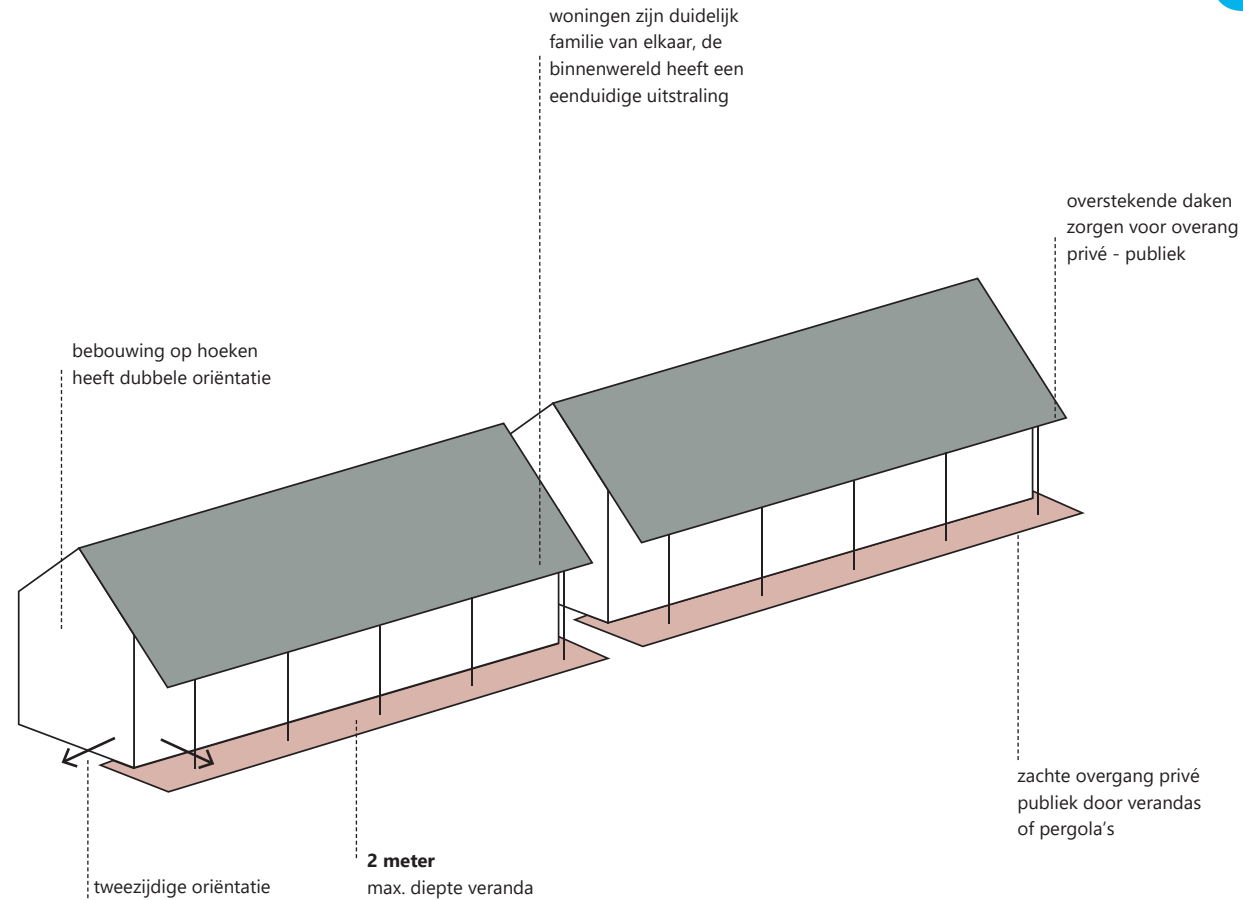 woningen zijn duidelijk
familie van elkaar, de
binnenwereld heeft een
eenduidige uitstraling
overstekende daken
zorgen voor overang
privé - publiek
bebouwing op hoeken
heeft dubbele oriëntatie
zachte overgang privé
publiek door verandas
of pergola's
2 meter
max. diepte veranda
tweezijdige oriëntatie